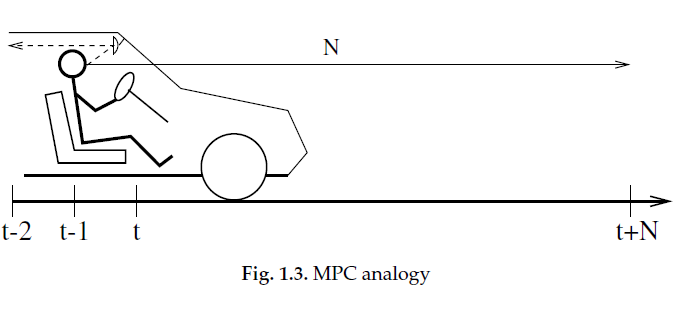 N
t-2 t-1 t t+N
Fig. 1.3. MPC analogy